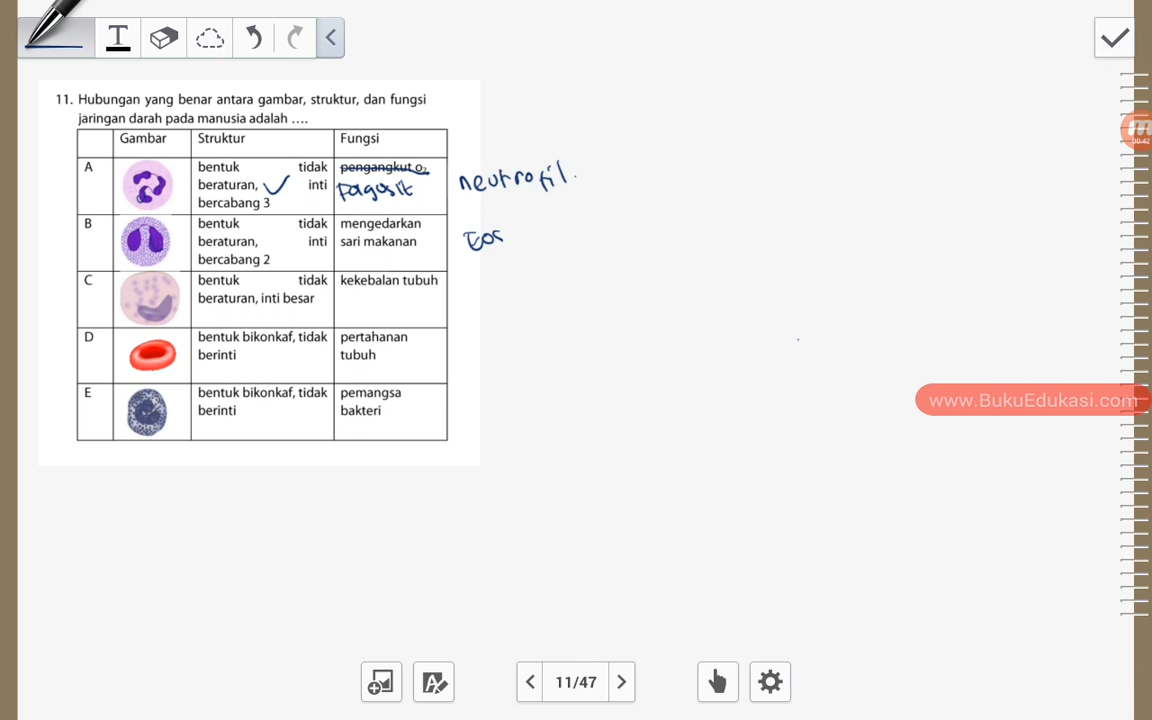 T
00:42
11. Hubungan yang benar antara gambar, struktur, dan fungsi
jaringan darah pada manusia adalah ....
Gambar Struktur Fungsi
A bentuk tidak beraturan, inti bercabang 3 pengangkut O₂
fagosit
neutrofil.
B bentuk tidak beraturan, inti bercabang 2 mengedarkan sari makanan
Eos
C bentuk tidak beraturan, inti besar kekebalan tubuh
D bentuk bikonkaf, tidak berinti pertahanan tubuh
E bentuk bikonkaf, tidak berinti pemangsa bakteri
www.BukuEdukasi.com
11/47